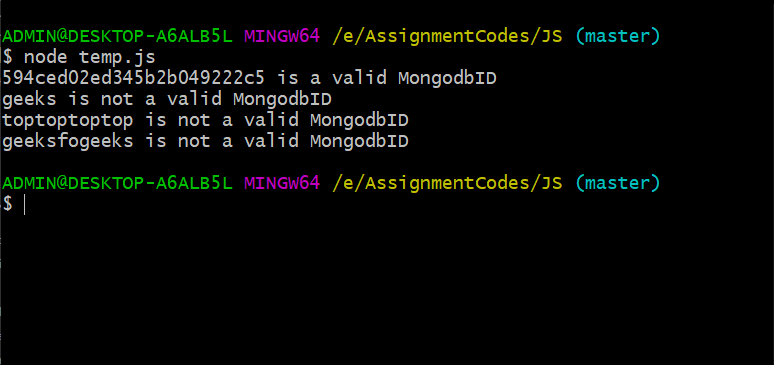 ADMIN@DESKTOP-A6ALB5L MINGW64 /e/AssignmentCodes/JS (master)
$ node temp.js
594ced02ed345b2b049222c5 is a valid MongodbID
geeks is not a valid MongodbID
toptoptoptop is not a valid MongodbID
geeksfogeeks is not a valid MongodbID
ADMIN@DESKTOP-A6ALB5L MINGW64 /e/AssignmentCodes/JS (master)
$